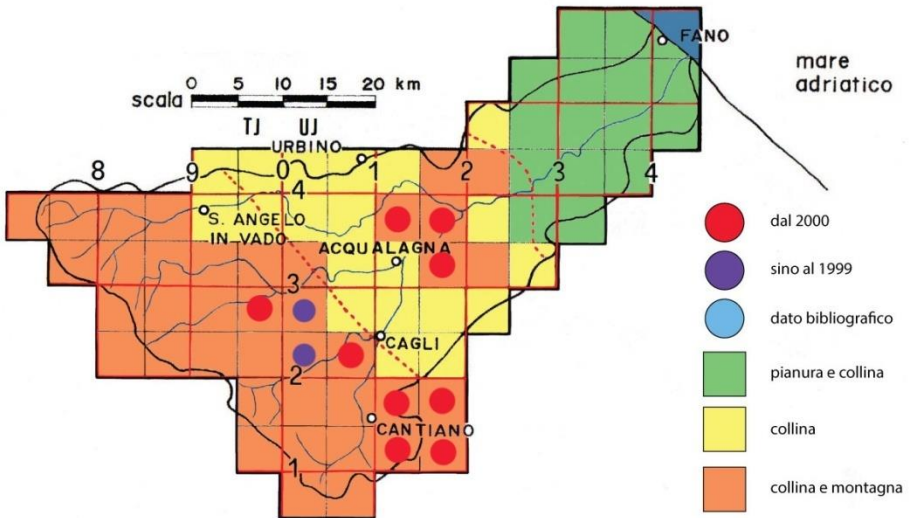 FANO
mare
adriatico
0 5 10 15 20 km
scala
TJ UJ
URBINO
8 9 0 1 2 3 4
4
S. ANGELO
IN VADO
ACQUALAGNA
3
CAGLI
2
CANTIANO
1
dal 2000
sino al 1999
dato bibliografico
pianura e collina
collina
collina e montagna